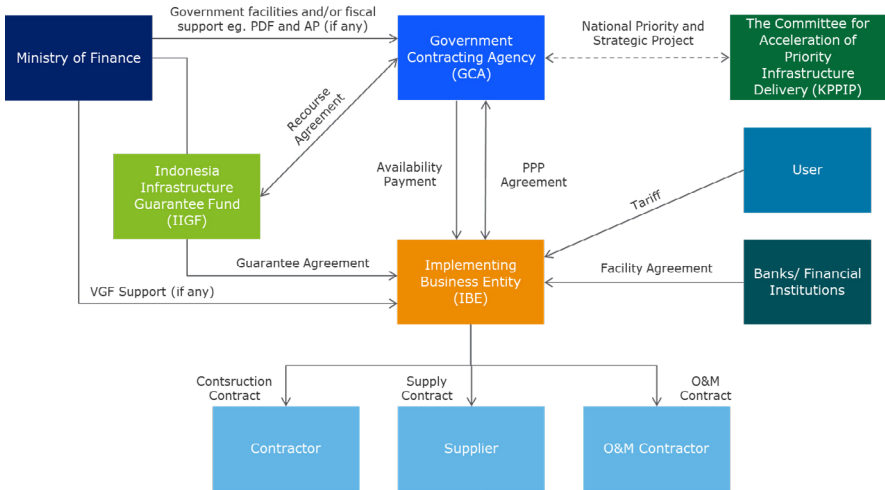 Government facilities and/or fiscal
support eg. PDF and AP (if any)
Ministry of Finance
Government
Contracting Agency
(GCA)
National Priority and
Strategic Project
The Committee for
Acceleration of
Priority
Infrastructure
Delivery (KPPIP)
Recourse
Agreement
Indonesia
Infrastructure
Guarantee Fund
(IIGF)
Availability
Payment
PPP
Agreement
User
Tariff
Guarantee Agreement
Implementing
Business Entity
(IBE)
Facility Agreement
Banks/ Financial
Institutions
VGF Support (if any)
Contsruction
Contract
Supply
Contract
O&M
Contract
Contractor
Supplier
O&M Contractor